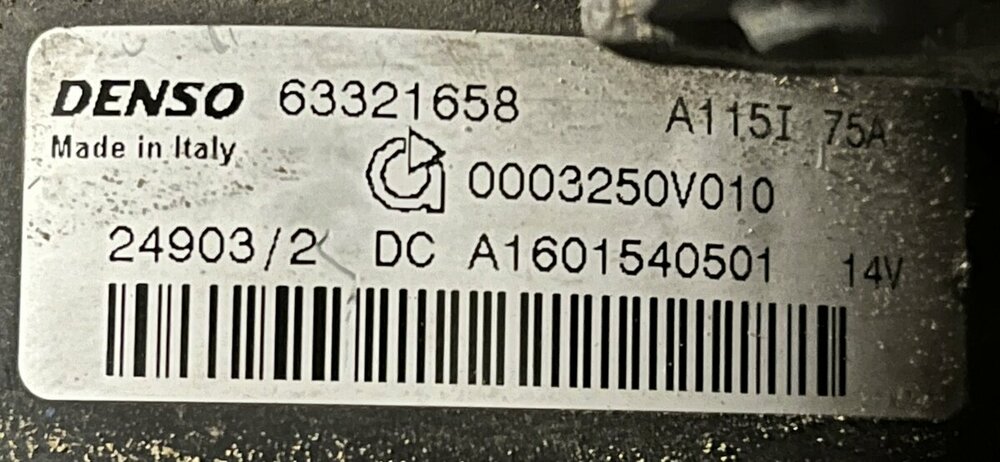 DENSO 63321658 A115I 75A
Made in Italy
0003250V010
24903/2 DC A1601540501 14V